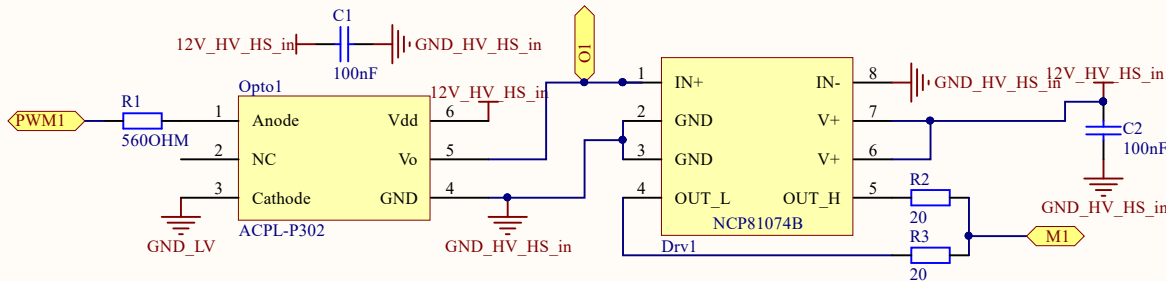 C1
12V_HV_HS_in
GND_HV_HS_in
100nF
O1
PWM1
R1
560OHM
Opto1
1
Anode
2
NC
3
Cathode
Vdd
6
12V_HV_HS_in
Vo
5
GND
4
ACPL-P302
GND_LV
GND_HV_HS_in
1
IN+
2
GND
3
GND
4
OUT_L
IN-
8
GND_HV_HS_in
V+
7
V+
6
OUT_H
5
NCP81074B
Drv1
12V_HV_HS_in
C2
100nF
GND_HV_HS_in
R2
20
R3
20
M1